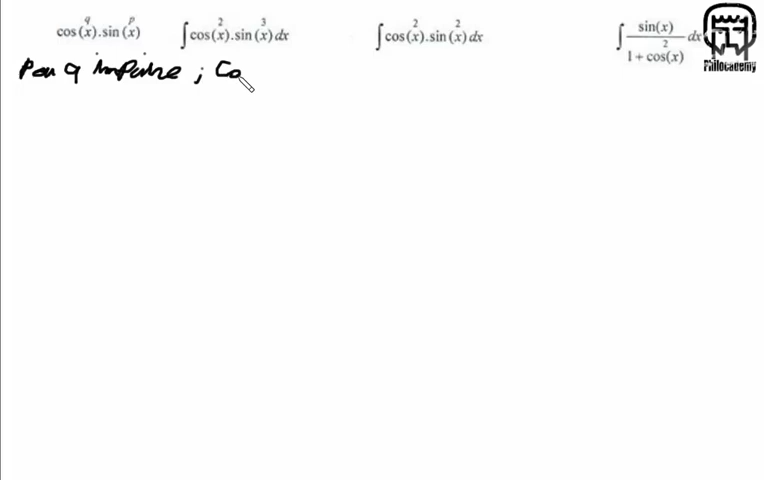 cos(x)^q.sin(x)^p ∫cos(x)^2.sin(x)^3 dx ∫cos(x)^2.sin(x)^2 dx ∫ sin(x) / (1 + cos(x)^2) dx
Philocademy
Pour q impaire ; Co